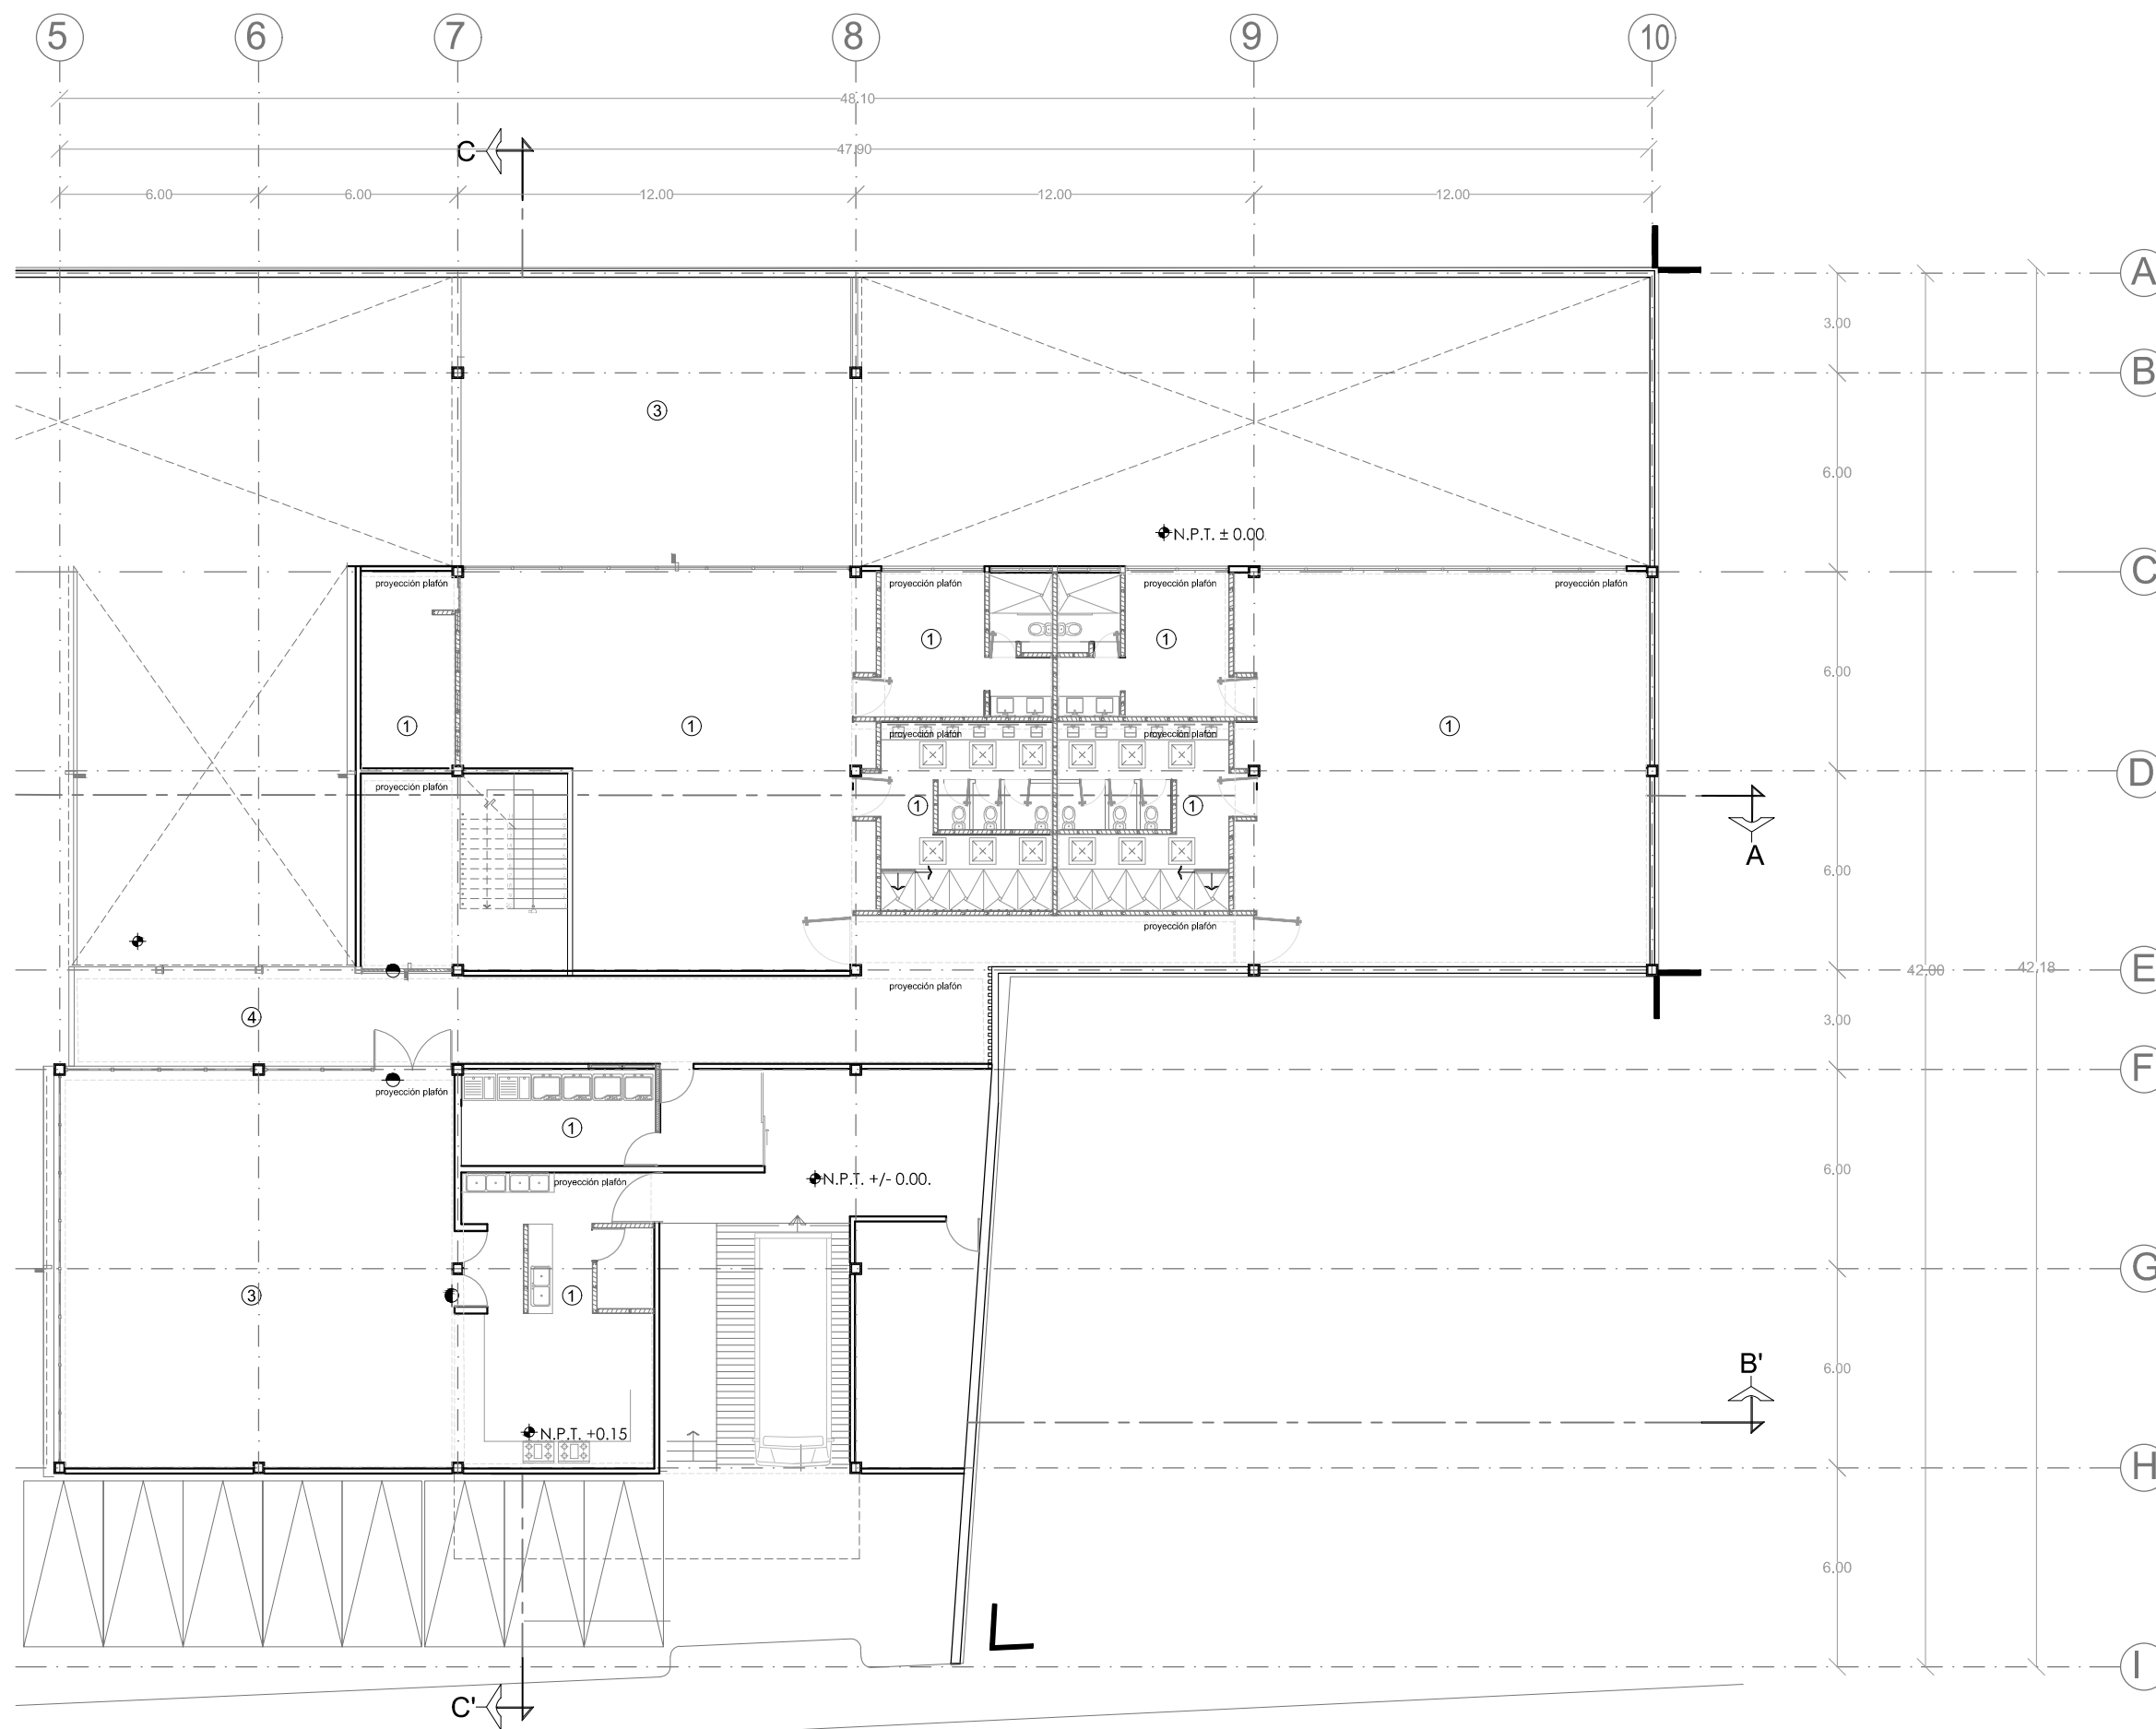 5 6 7 8 9 10
48.10
C 47.90
6.00 6.00 12.00 12.00 12.00
A
3.00
B
3
6.00
N.P.T. ± 0.00
C
proyección plafón proyección plafón proyección plafón proyección plafón
1 1
6.00
1 1 1
proyección plafón proyección plafón
D
proyección plafón
1 1
A
6.00
proyección plafón
42.00 42.18
E
proyección plafón
4
3.00
F
proyección plafón
1
6.00
N.P.T. +/- 0.00.
proyección plafón
G
3 1
B'
6.00
N.P.T. +0.15
H
6.00
I
C'